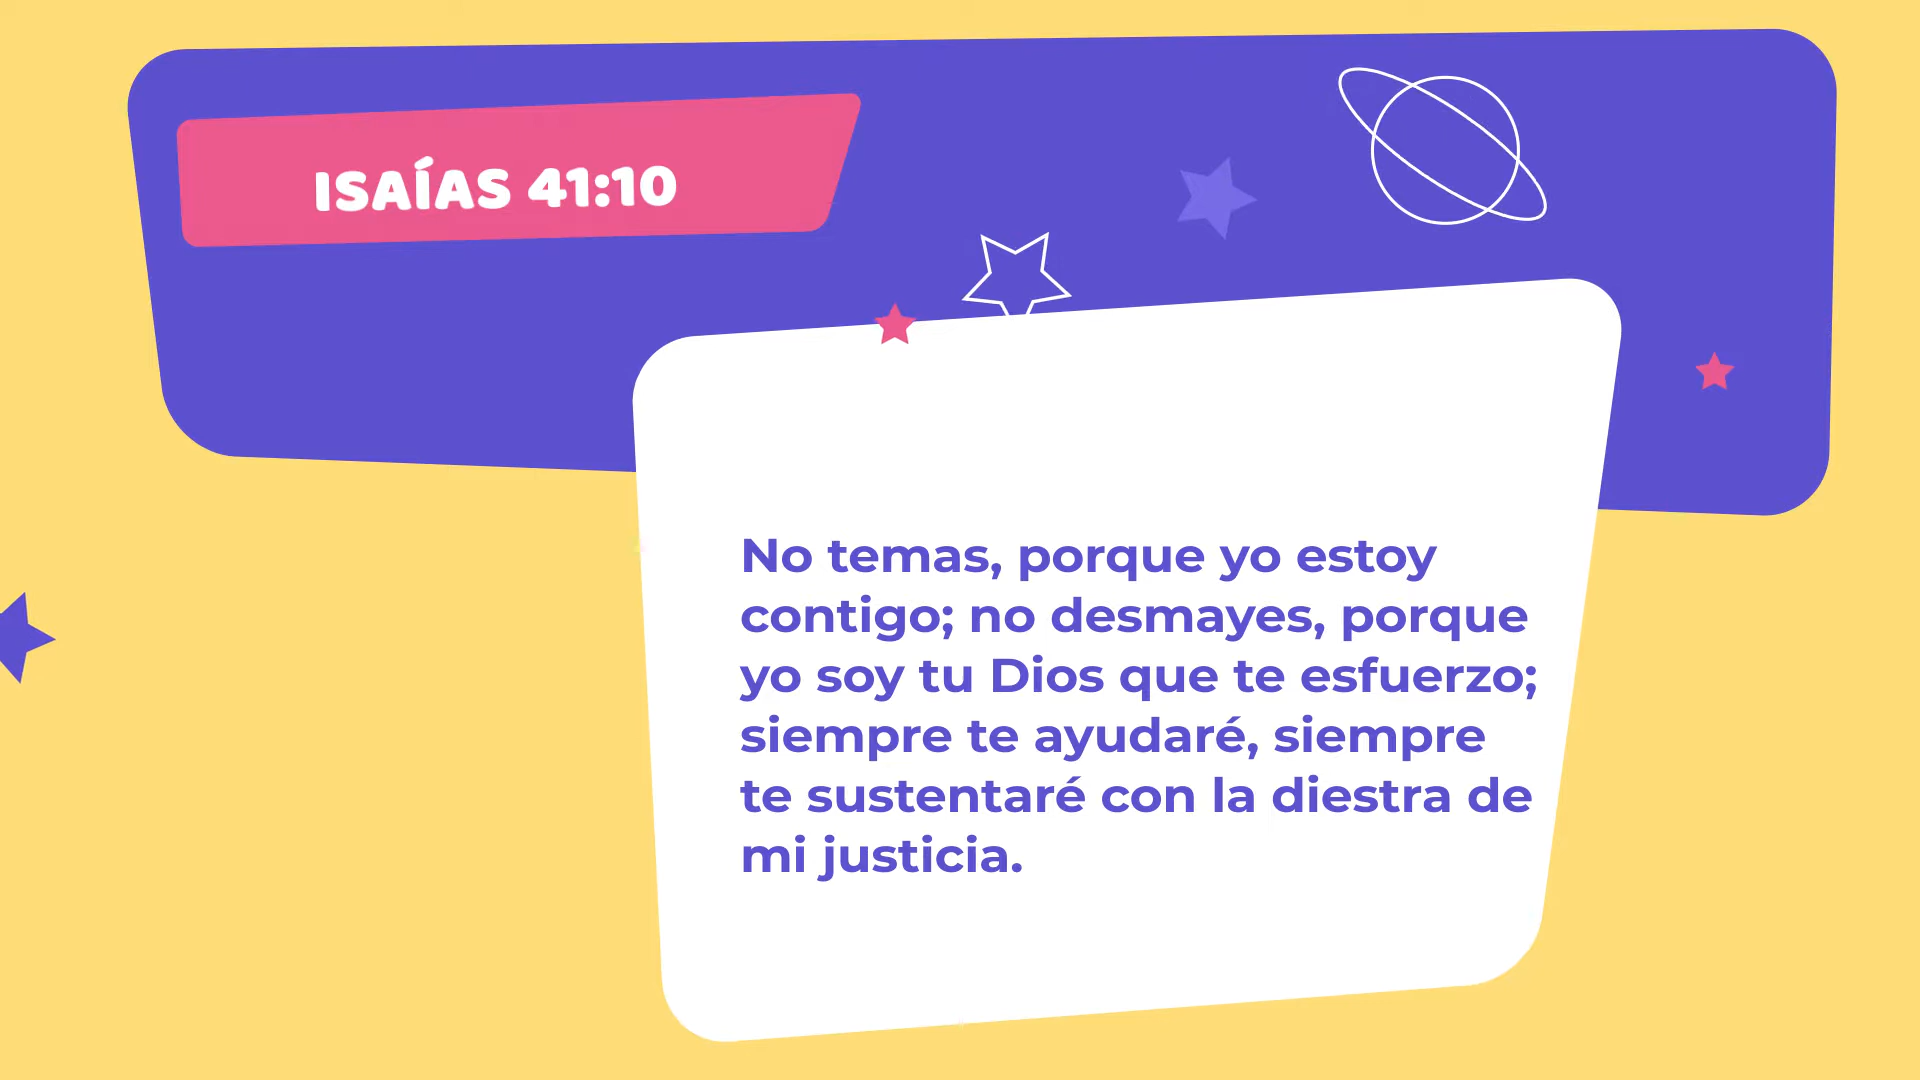 ISAÍAS 41:10
No temas, porque yo estoy
contigo; no desmayes, porque
yo soy tu Dios que te esfuerzo;
siempre te ayudaré, siempre
te sustentaré con la diestra de
mi justicia.